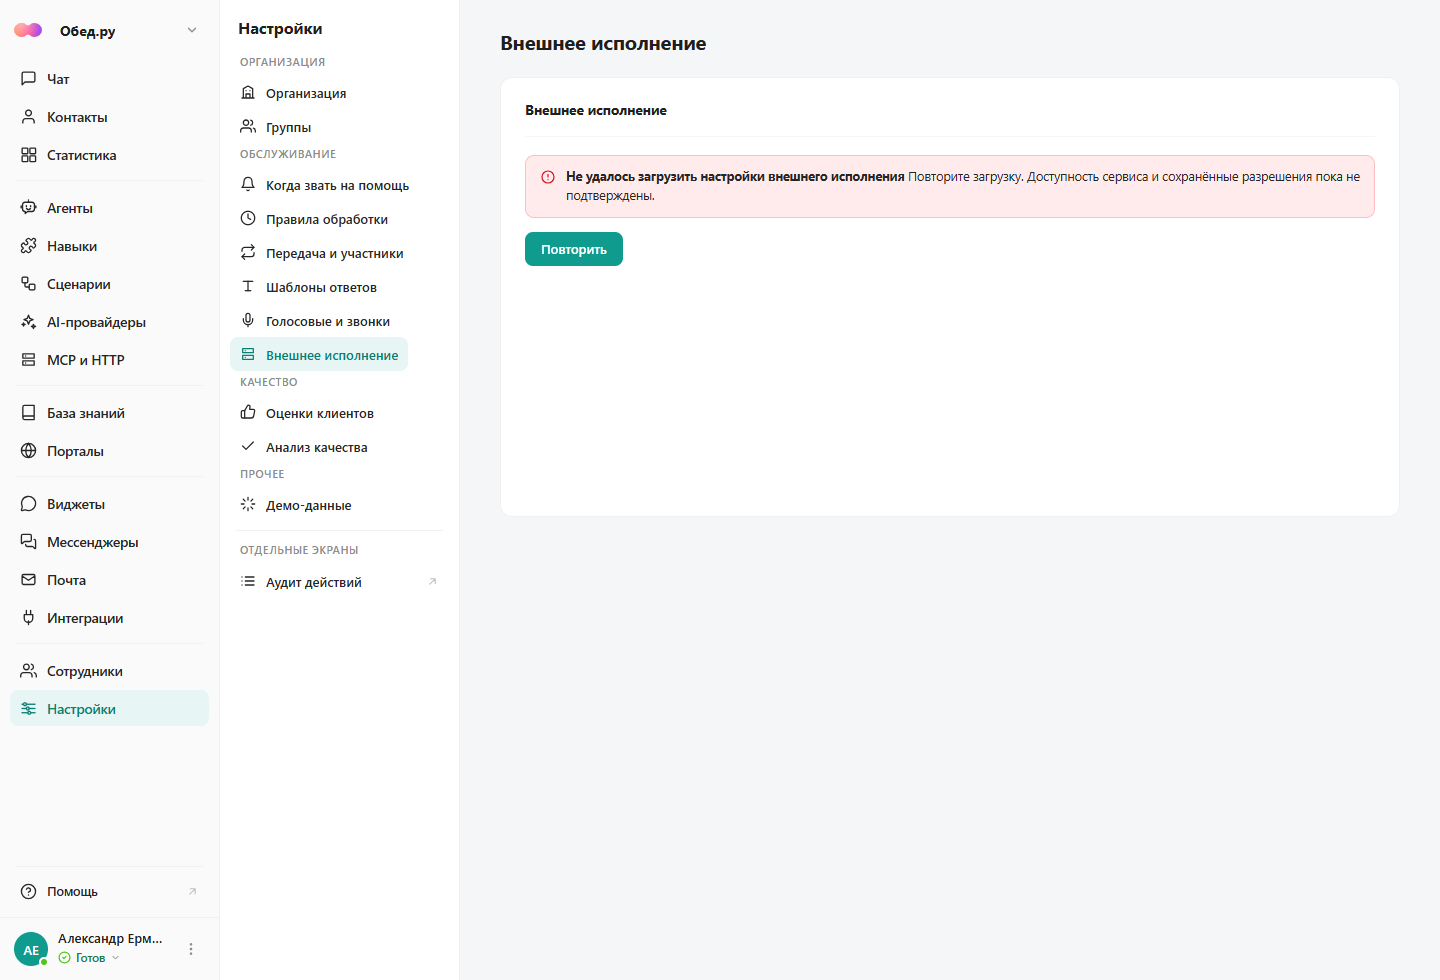 Обед.ру
Чат
Контакты
Статистика
Агенты
Навыки
Сценарии
AI-провайдеры
MCP и HTTP
База знаний
Порталы
Виджеты
Мессенджеры
Почта
Интеграции
Сотрудники
Настройки
Помощь
АЕ
Александр Ерм...
Готов
Настройки
ОРГАНИЗАЦИЯ
Организация
Группы
ОБСЛУЖИВАНИЕ
Когда звать на помощь
Правила обработки
Передача и участники
Шаблоны ответов
Голосовые и звонки
Внешнее исполнение
КАЧЕСТВО
Оценки клиентов
Анализ качества
ПРОЧЕЕ
Демо-данные
ОТДЕЛЬНЫЕ ЭКРАНЫ
Аудит действий
Внешнее исполнение
Внешнее исполнение
Не удалось загрузить настройки внешнего исполнения Повторите загрузку. Доступность сервиса и сохранённые разрешения пока не
подтверждены.
Повторить